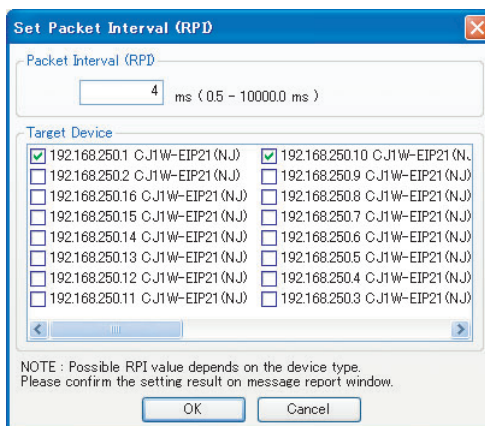 Set Packet Interval (RPI)
Packet Interval (RPI)
4 ms ( 0.5 - 10000.0 ms )
Target Device
192.168.250.1 CJ1W-EIP21(NJ) 192.168.250.10 CJ1W-EIP21(N.
192.168.250.2 CJ1W-EIP21(NJ) 192.168.250.9 CJ1W-EIP21(NJ)
192.168.250.16 CJ1W-EIP21(NJ) 192.168.250.8 CJ1W-EIP21(NJ)
192.168.250.15 CJ1W-EIP21(NJ) 192.168.250.7 CJ1W-EIP21(NJ)
192.168.250.14 CJ1W-EIP21(NJ) 192.168.250.6 CJ1W-EIP21(NJ)
192.168.250.13 CJ1W-EIP21(NJ) 192.168.250.5 CJ1W-EIP21(NJ)
192.168.250.12 CJ1W-EIP21(NJ) 192.168.250.4 CJ1W-EIP21(NJ)
192.168.250.11 CJ1W-EIP21(NJ) 192.168.250.3 CJ1W-EIP21(NJ)
NOTE : Possible RPI value depends on the device type.
Please confirm the setting result on message report window.
OK Cancel